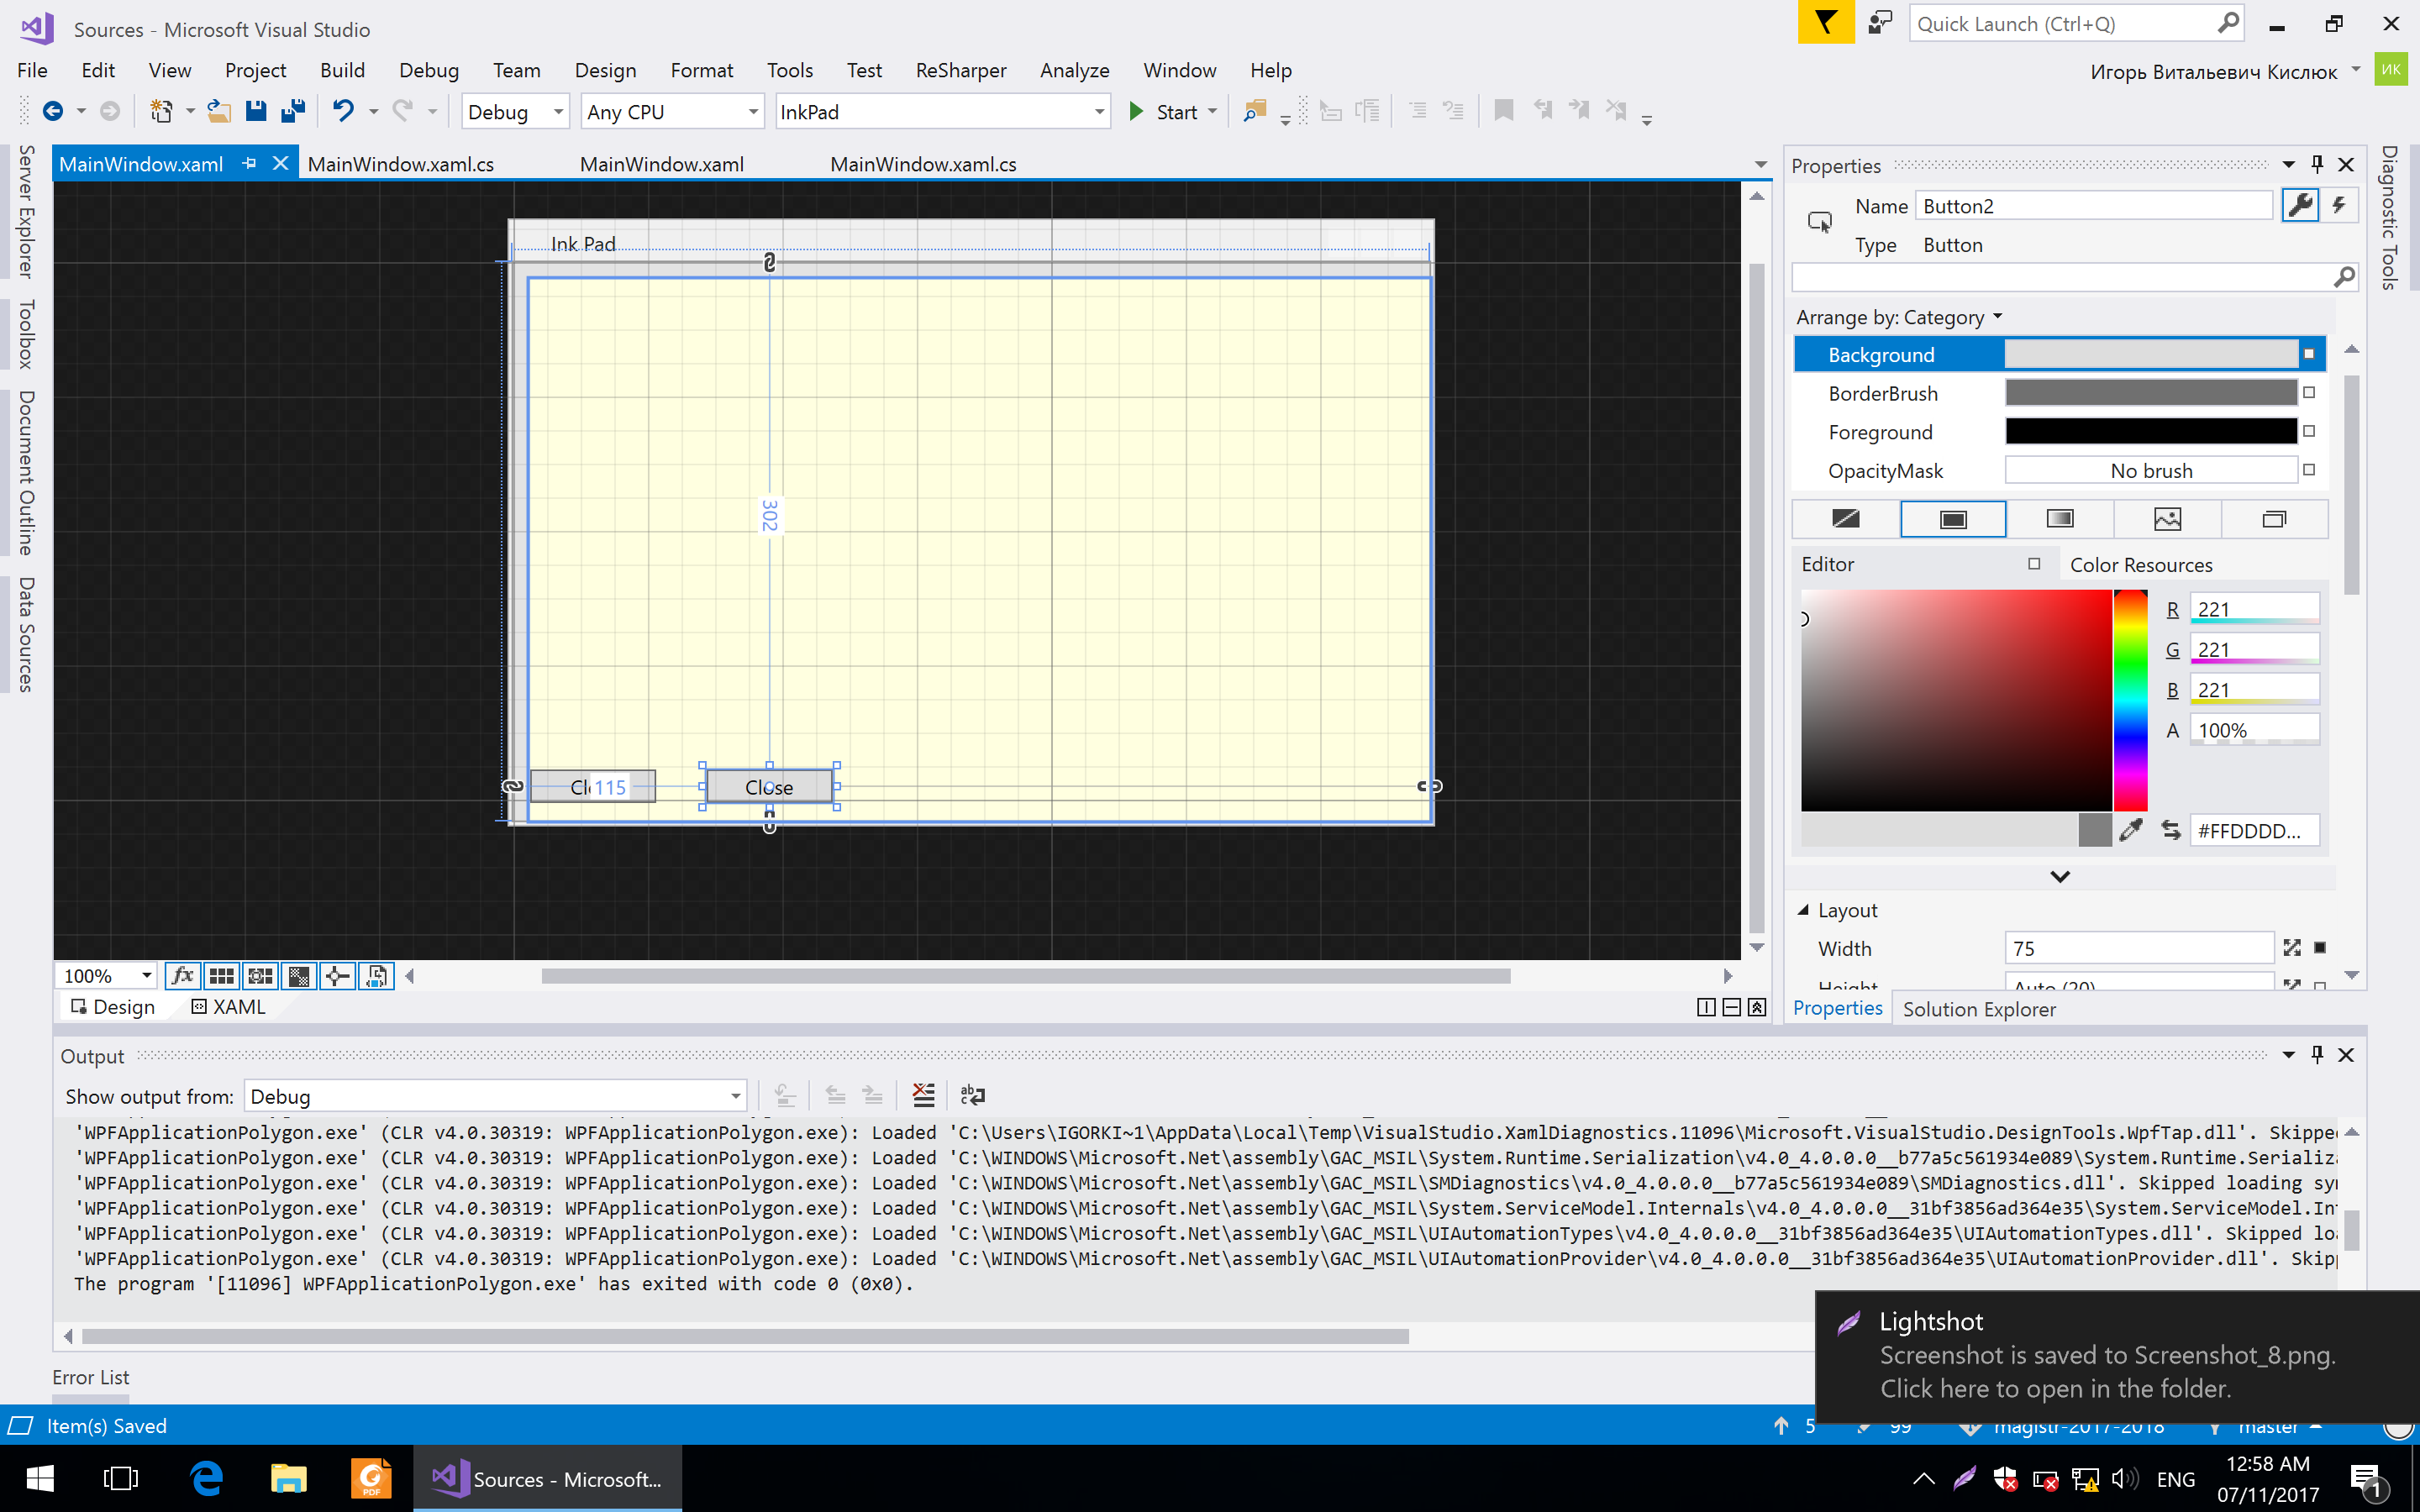 Sources - Microsoft Visual Studio
Quick Launch (Ctrl+Q)
File Edit View Project Build Debug Team Design Format Tools Test ReSharper Analyze Window Help
Игорь Витальевич Кислюк
ИК
Debug Any CPU InkPad Start
Server Explorer
Toolbox
Document Outline
Data Sources
MainWindow.xaml MainWindow.xaml.cs MainWindow.xaml MainWindow.xaml.cs
Ink Pad
302
115
Close
100%
Design XAML
Properties
Name Button2
Type Button
Arrange by: Category
Background
BorderBrush
Foreground
OpacityMask No brush
Editor Color Resources
R 221
G 221
B 221
A 100%
#FFDDDD...
Layout
Width 75
Height Auto (20)
Properties Solution Explorer
Diagnostic Tools
Output
Show output from: Debug
'WPFApplicationPolygon.exe' (CLR v4.0.30319: WPFApplicationPolygon.exe): Loaded 'C:\Users\IGORKI~1\AppData\Local\Temp\VisualStudio.XamlDiagnostics.11096\Microsoft.VisualStudio.DesignTools.WpfTap.dll'. Skippe
'WPFApplicationPolygon.exe' (CLR v4.0.30319: WPFApplicationPolygon.exe): Loaded 'C:\WINDOWS\Microsoft.Net\assembly\GAC_MSIL\System.Runtime.Serialization\v4.0_4.0.0.0__b77a5c561934e089\System.Runtime.Serializa
'WPFApplicationPolygon.exe' (CLR v4.0.30319: WPFApplicationPolygon.exe): Loaded 'C:\WINDOWS\Microsoft.Net\assembly\GAC_MSIL\SMDiagnostics\v4.0_4.0.0.0__b77a5c561934e089\SMDiagnostics.dll'. Skipped loading sy
'WPFApplicationPolygon.exe' (CLR v4.0.30319: WPFApplicationPolygon.exe): Loaded 'C:\WINDOWS\Microsoft.Net\assembly\GAC_MSIL\System.ServiceModel.Internals\v4.0_4.0.0.0__31bf3856ad364e35\System.ServiceModel.In
'WPFApplicationPolygon.exe' (CLR v4.0.30319: WPFApplicationPolygon.exe): Loaded 'C:\WINDOWS\Microsoft.Net\assembly\GAC_MSIL\UIAutomationTypes\v4.0_4.0.0.0__31bf3856ad364e35\UIAutomationTypes.dll'. Skipped lo
'WPFApplicationPolygon.exe' (CLR v4.0.30319: WPFApplicationPolygon.exe): Loaded 'C:\WINDOWS\Microsoft.Net\assembly\GAC_MSIL\UIAutomationProvider\v4.0_4.0.0.0__31bf3856ad364e35\UIAutomationProvider.dll'. Skip
The program '[11096] WPFApplicationPolygon.exe' has exited with code 0 (0x0).
Lightshot
Screenshot is saved to Screenshot_8.png.
Click here to open in the folder.
Error List
Item(s) Saved
5 99 magistr-2017-2018 master
PDF
Sources - Microsoft...
ENG
12:58 AM
07/11/2017
1